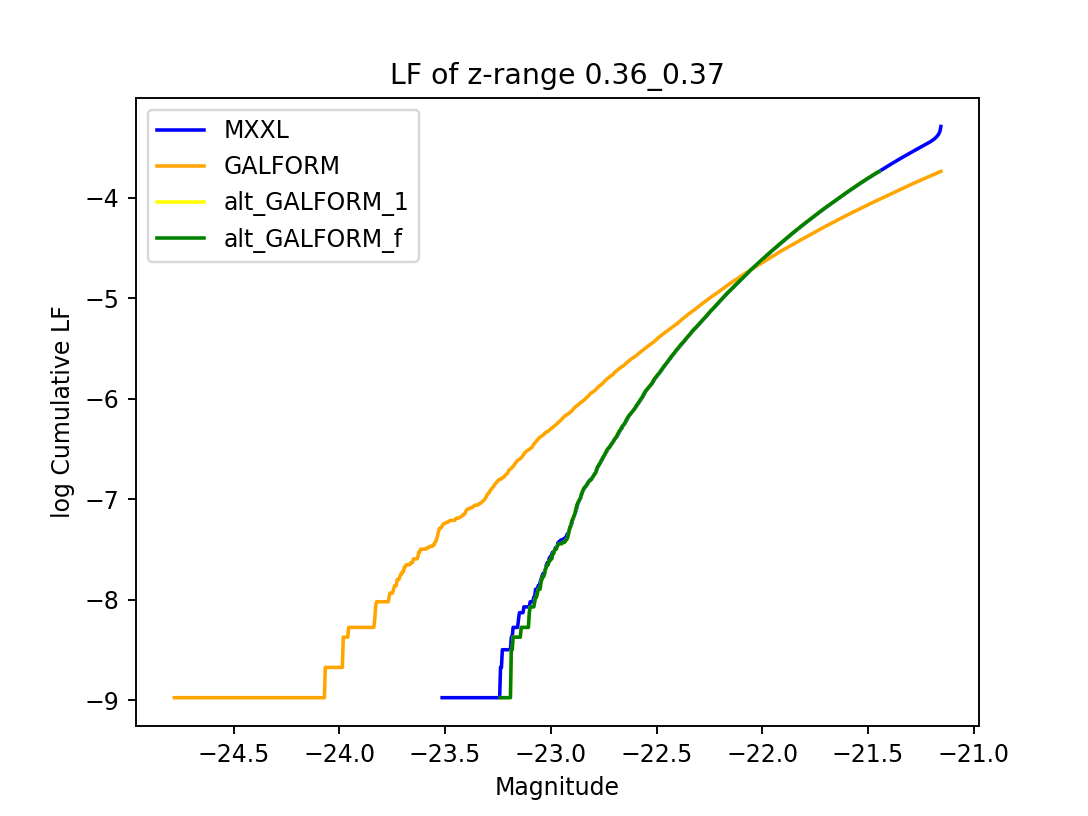 LF of z-range 0.36_0.37
MXXL
GALFORM
alt_GALFORM_1
alt_GALFORM_f
log Cumulative LF
−4
−5
−6
−7
−8
−9
−24.5 −24.0 −23.5 −23.0 −22.5 −22.0 −21.5 −21.0
Magnitude